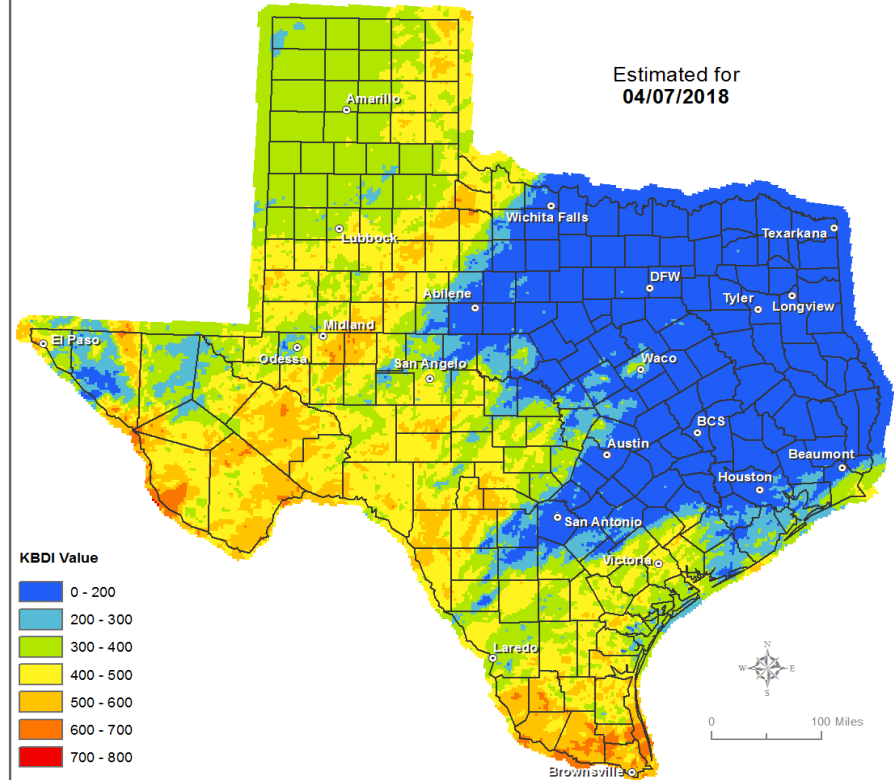 Estimated for
04/07/2018
Amarillo
Wichita Falls
Texarkana
Lubbock
DFW
Abilene
Tyler
Longview
Midland
El Paso
Odessa
San Angelo
Waco
BCS
Austin
Beaumont
Houston
San Antonio
Victoria
KBDI Value
0 - 200
200 - 300
300 - 400
400 - 500
500 - 600
600 - 700
700 - 800
Laredo
N
W
E
S
0
100 Miles
Brownsville